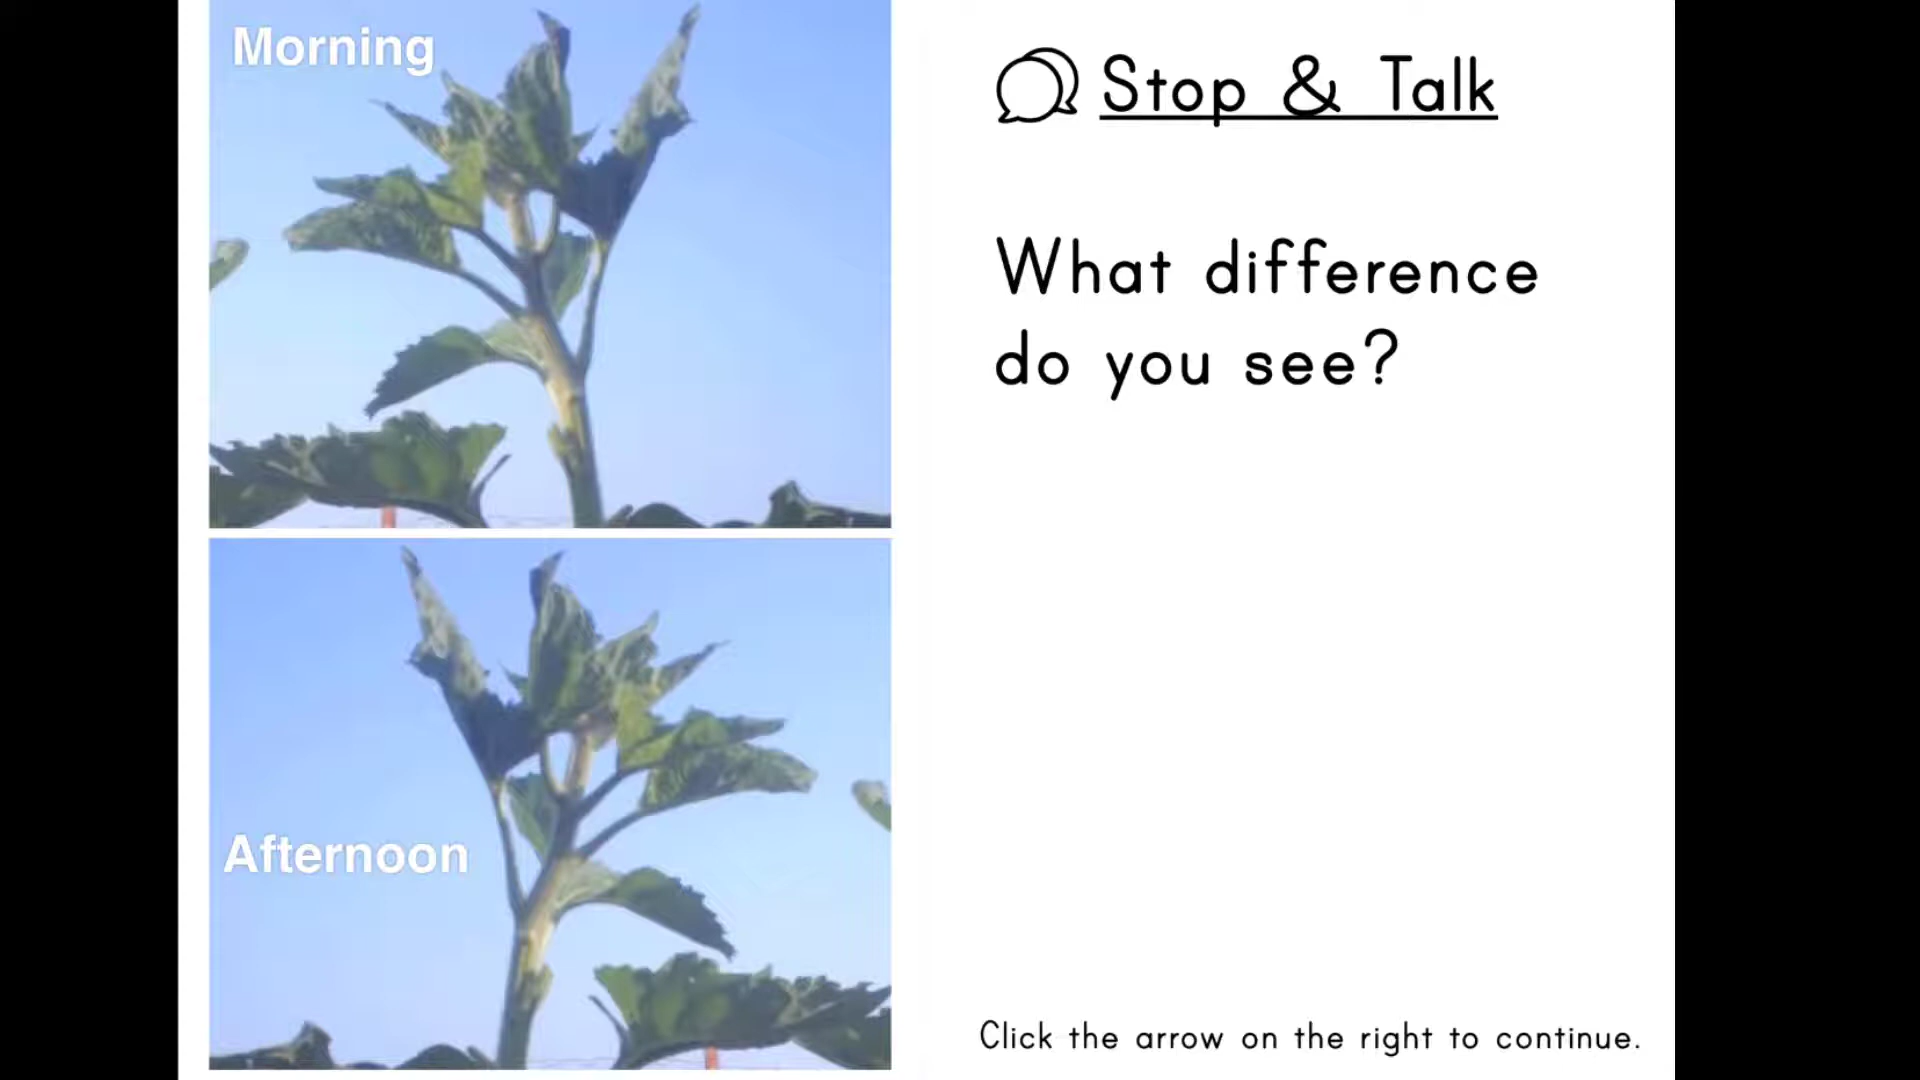 Morning
Stop & Talk
What difference
do you see?
Afternoon
Click the arrow on the right to continue.